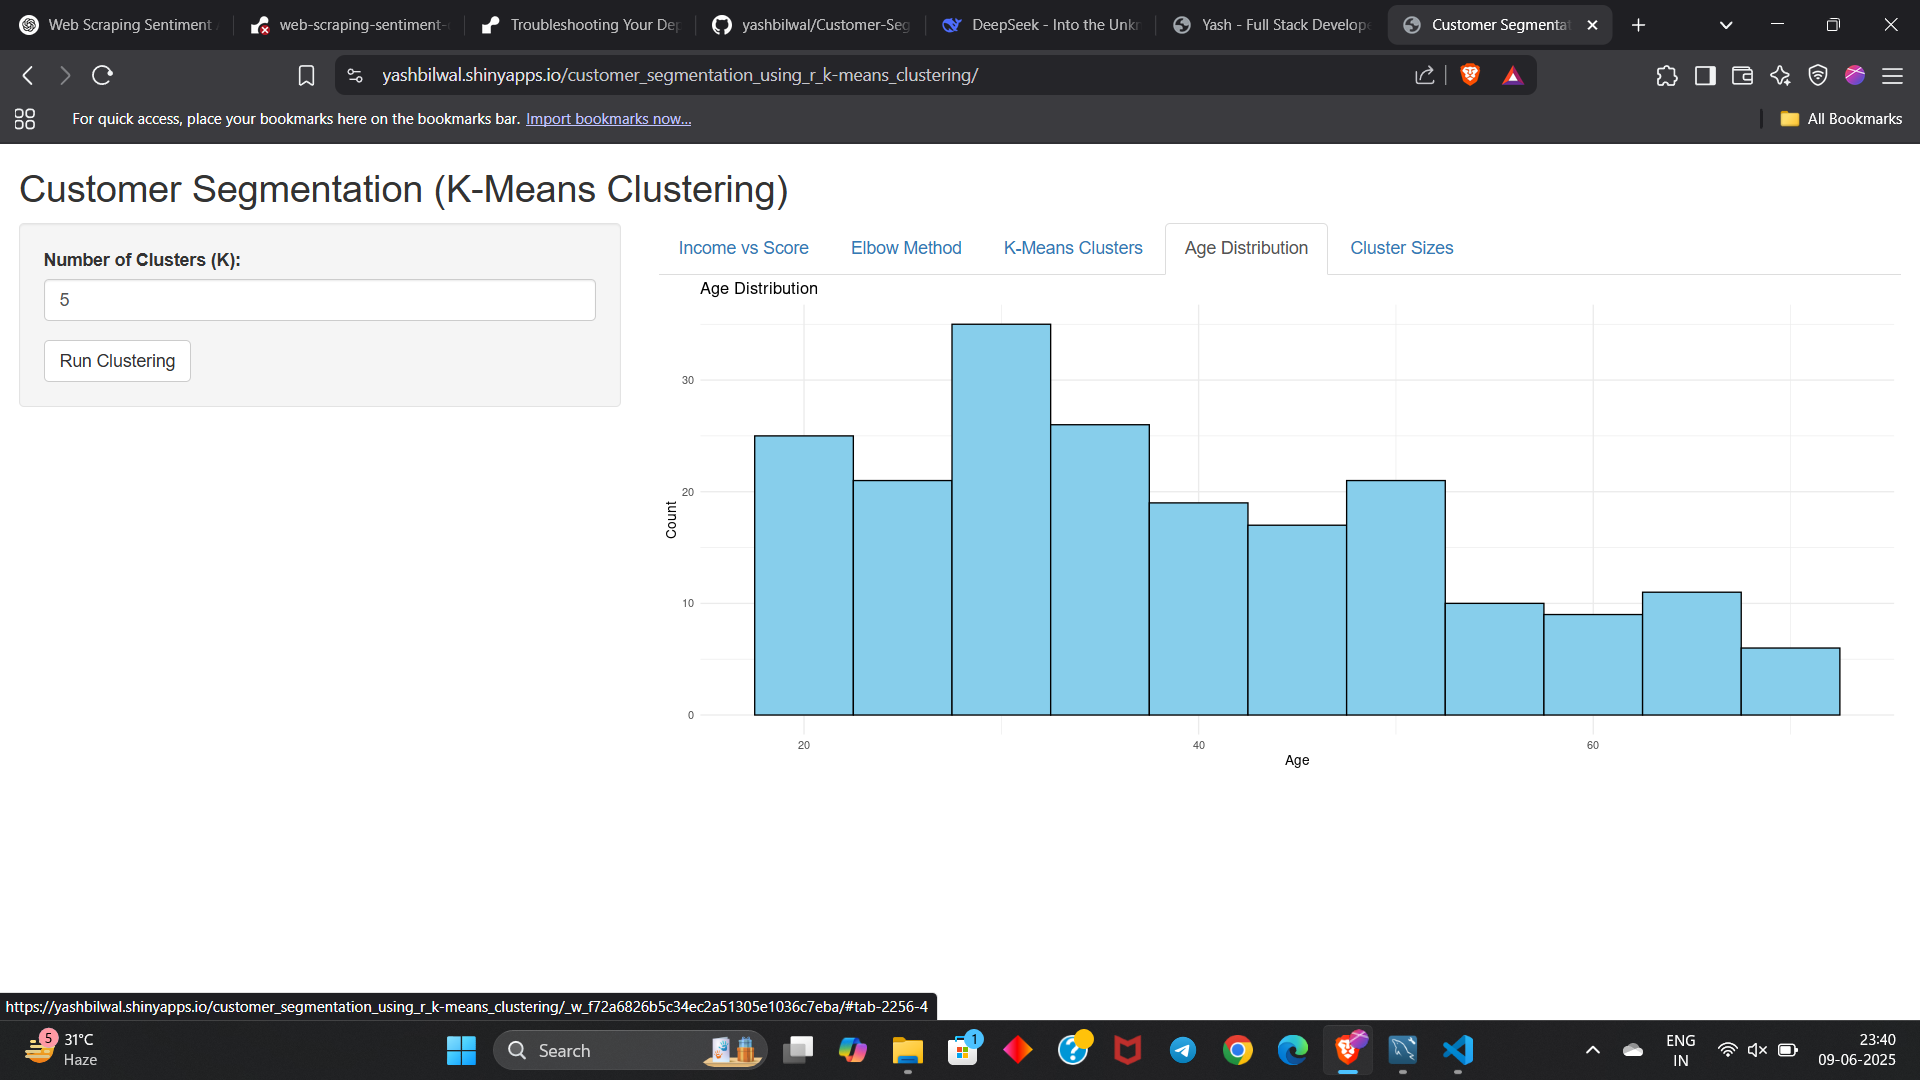 Web Scraping Sentiment
web-scraping-sentiment-
Troubleshooting Your Dep
yashbilwal/Customer-Seg
DeepSeek - Into the Unkn
Yash - Full Stack Develope
Customer Segmentat
yashbilwal.shinyapps.io/customer_segmentation_using_r_k-means_clustering/
For quick access, place your bookmarks here on the bookmarks bar. Import bookmarks now...
All Bookmarks
Customer Segmentation (K-Means Clustering)
Number of Clusters (K):
5
Run Clustering
Income vs Score
Elbow Method
K-Means Clusters
Age Distribution
Cluster Sizes
Age Distribution
Count
30
20
10
0
20
40
60
Age
https://yashbilwal.shinyapps.io/customer_segmentation_using_r_k-means_clustering/_w_f72a6826b5c34ec2a51305e1036c7eba/#tab-2256-4
5
31°C
Haze
Search
1
ENG
IN
23:40
09-06-2025